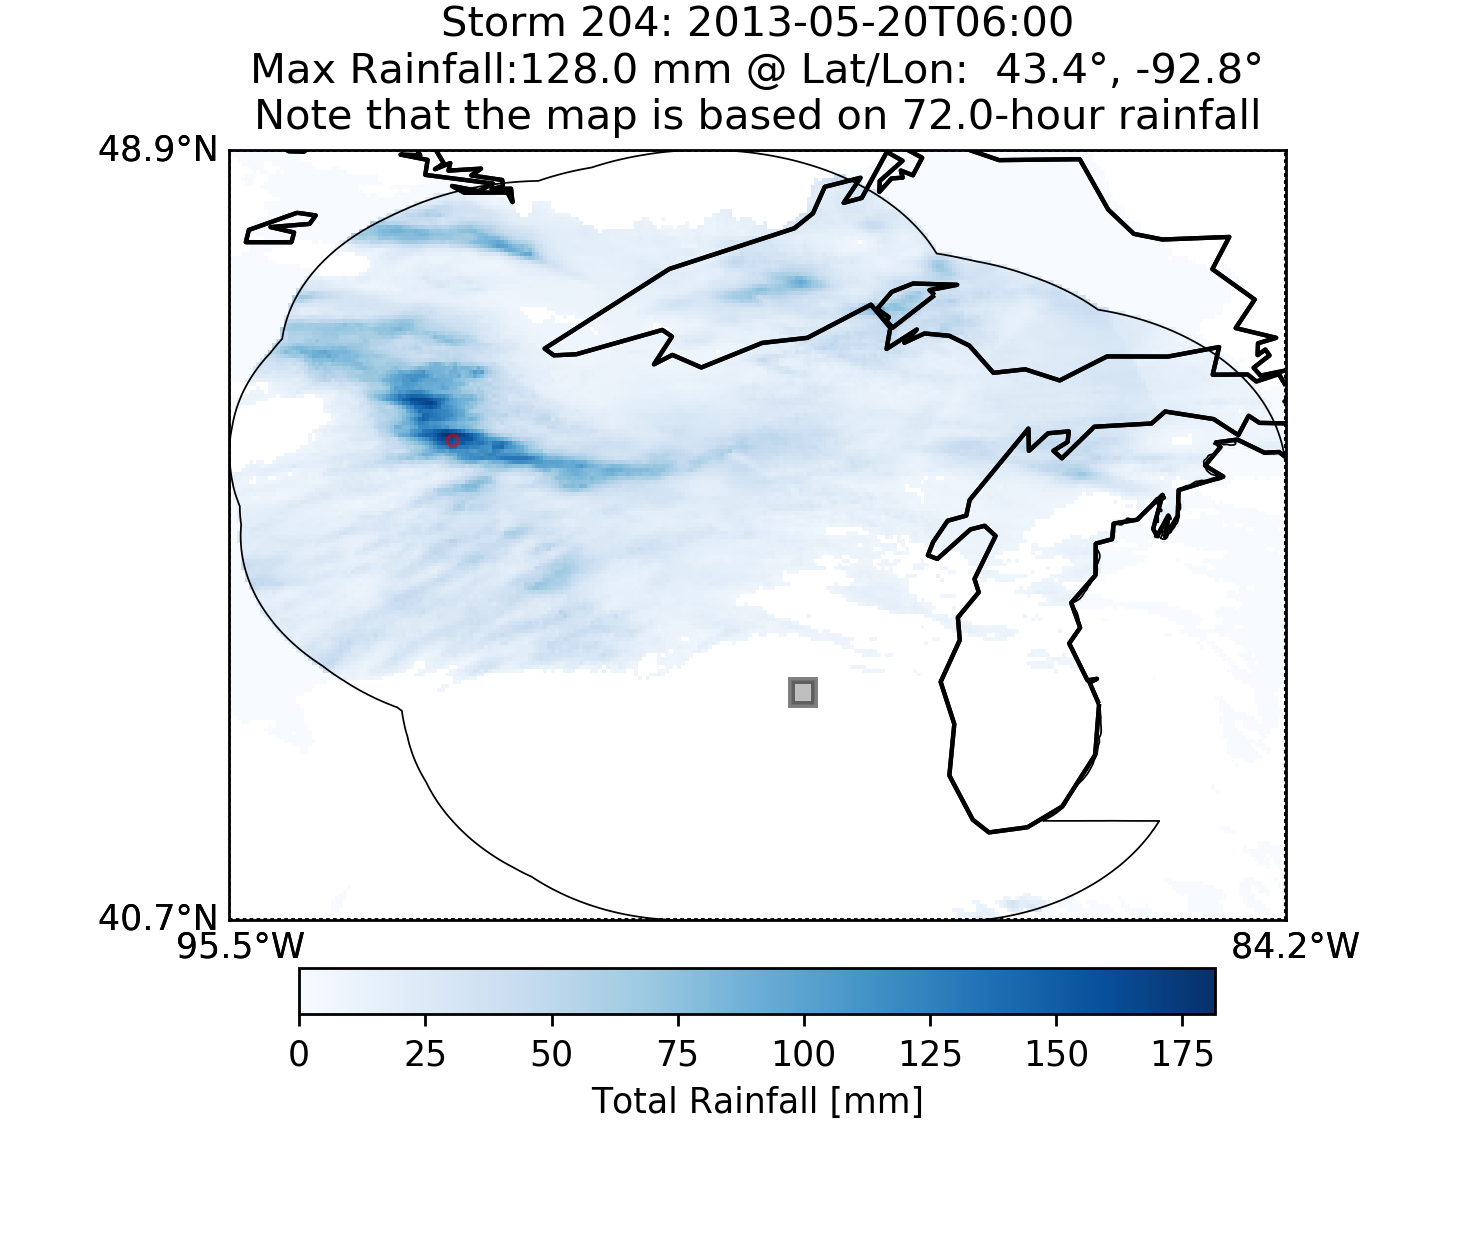 Storm 204: 2013-05-20T06:00
Max Rainfall:128.0 mm @ Lat/Lon:  43.4°, -92.8°
Note that the map is based on 72.0-hour rainfall
48.9°N
40.7°N
95.5°W 84.2°W
0 25 50 75 100 125 150 175
Total Rainfall [mm]